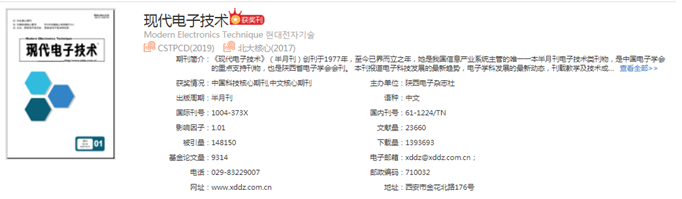 Modern Electronics Technique
现代电子技术
01
现代电子技术 获奖刊
Modern Electronics Technique 현대전자기술
CSTPCD(2019) 北大核心(2017)
期刊简介：《现代电子技术》（半月刊）创刊于1977年，至今已界而立之年，她是我国信息产业系统主管的唯一一本半月刊电子技术类刊物，是中国电子学会
的重点支持刊物，也是陕西省电子学会会刊。 本刊报道电子科技发展的最新趋势，电子学科发展的最新动态，刊载教学及技术成... 查看全部>>
获奖情况：中国科技核心期刊,中文核心期刊 主办单位：陕西电子杂志社
出版周期：半月刊 语种：中文
国际刊号：1004-373X 国内刊号：61-1224/TN
影响因子：1.01 文献量：23660
被引量：148150 下载量：1393693
基金论文量：9314 电子邮箱：xddz@xddz.com.cn；
电话：029-83229007 邮政编码：710032
网址：www.xddz.com.cn 地址：西安市金花北路176号